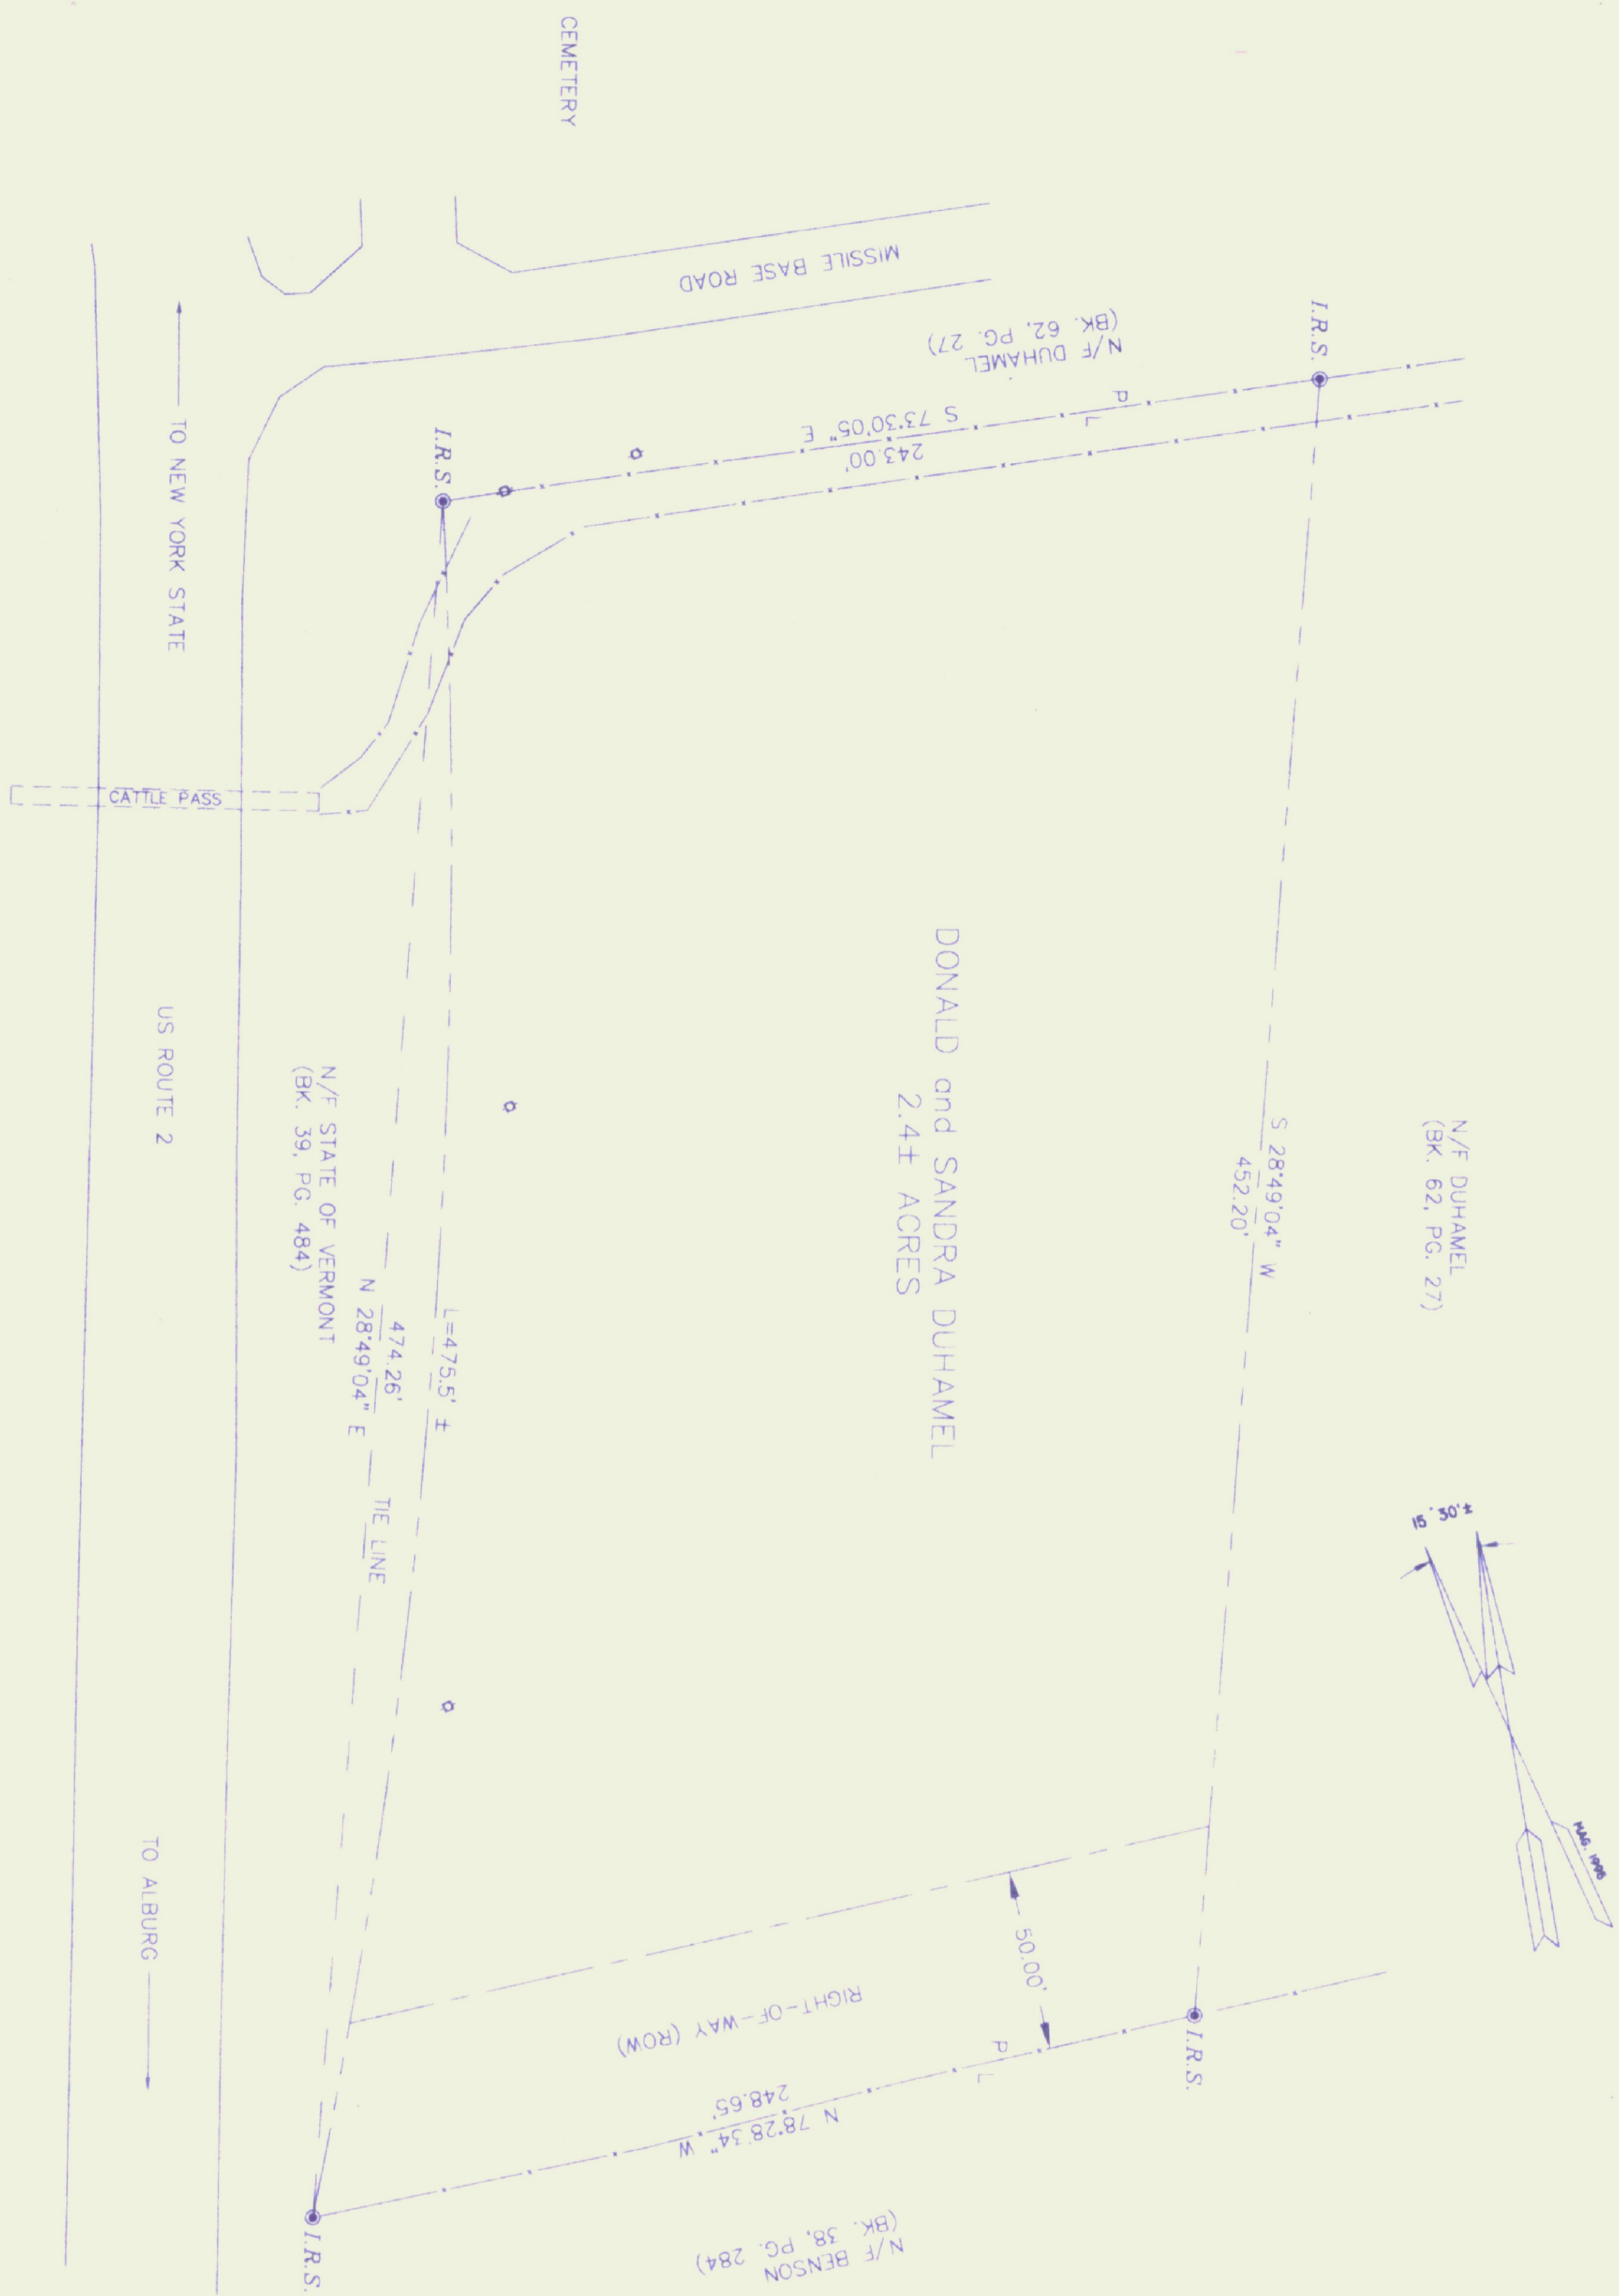 CEMETERY
MISSILE BASE ROAD
N/F DUHAMEL
(BK. 62, PG. 27)
I.R.S.
S 73°30'05" E
243.00'
P
L
I.R.S.
TO NEW YORK STATE
CATTLE PASS
US ROUTE 2
TO ALBURG
N/F STATE OF VERMONT
(BK. 39, PG. 484)
L=475.5' ±
474.26'
N 28°49'04" E
TIE LINE
DONALD and SANDRA DUHAMEL
2.4± ACRES
S 28°49'04" W
452.20'
N/F DUHAMEL
(BK. 62, PG. 27)
15° 30'±
MAG. 1998
50.00'
RIGHT-OF-WAY (ROW)
P
L
I.R.S.
N 78°28'34" W
248.65'
N/F BENSON
(BK. 38, PG. 284)
I.R.S.